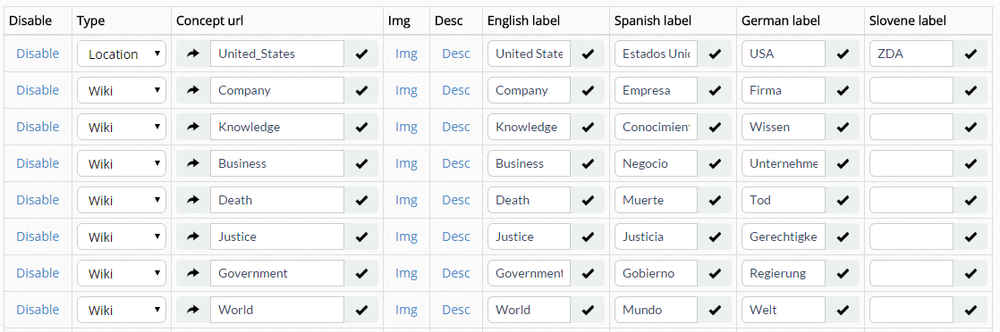 Disable Type Concept url Img Desc English label Spanish label German label Slovene label
Disable Location United_States Img Desc United State Estados Unic USA ZDA
Disable Wiki Company Img Desc Company Empresa Firma
Disable Wiki Knowledge Img Desc Knowledge Conocimien Wissen
Disable Wiki Business Img Desc Business Negocio Unternehme
Disable Wiki Death Img Desc Death Muerte Tod
Disable Wiki Justice Img Desc Justice Justicia Gerechtigke
Disable Wiki Government Img Desc Government Gobierno Regierung
Disable Wiki World Img Desc World Mundo Welt